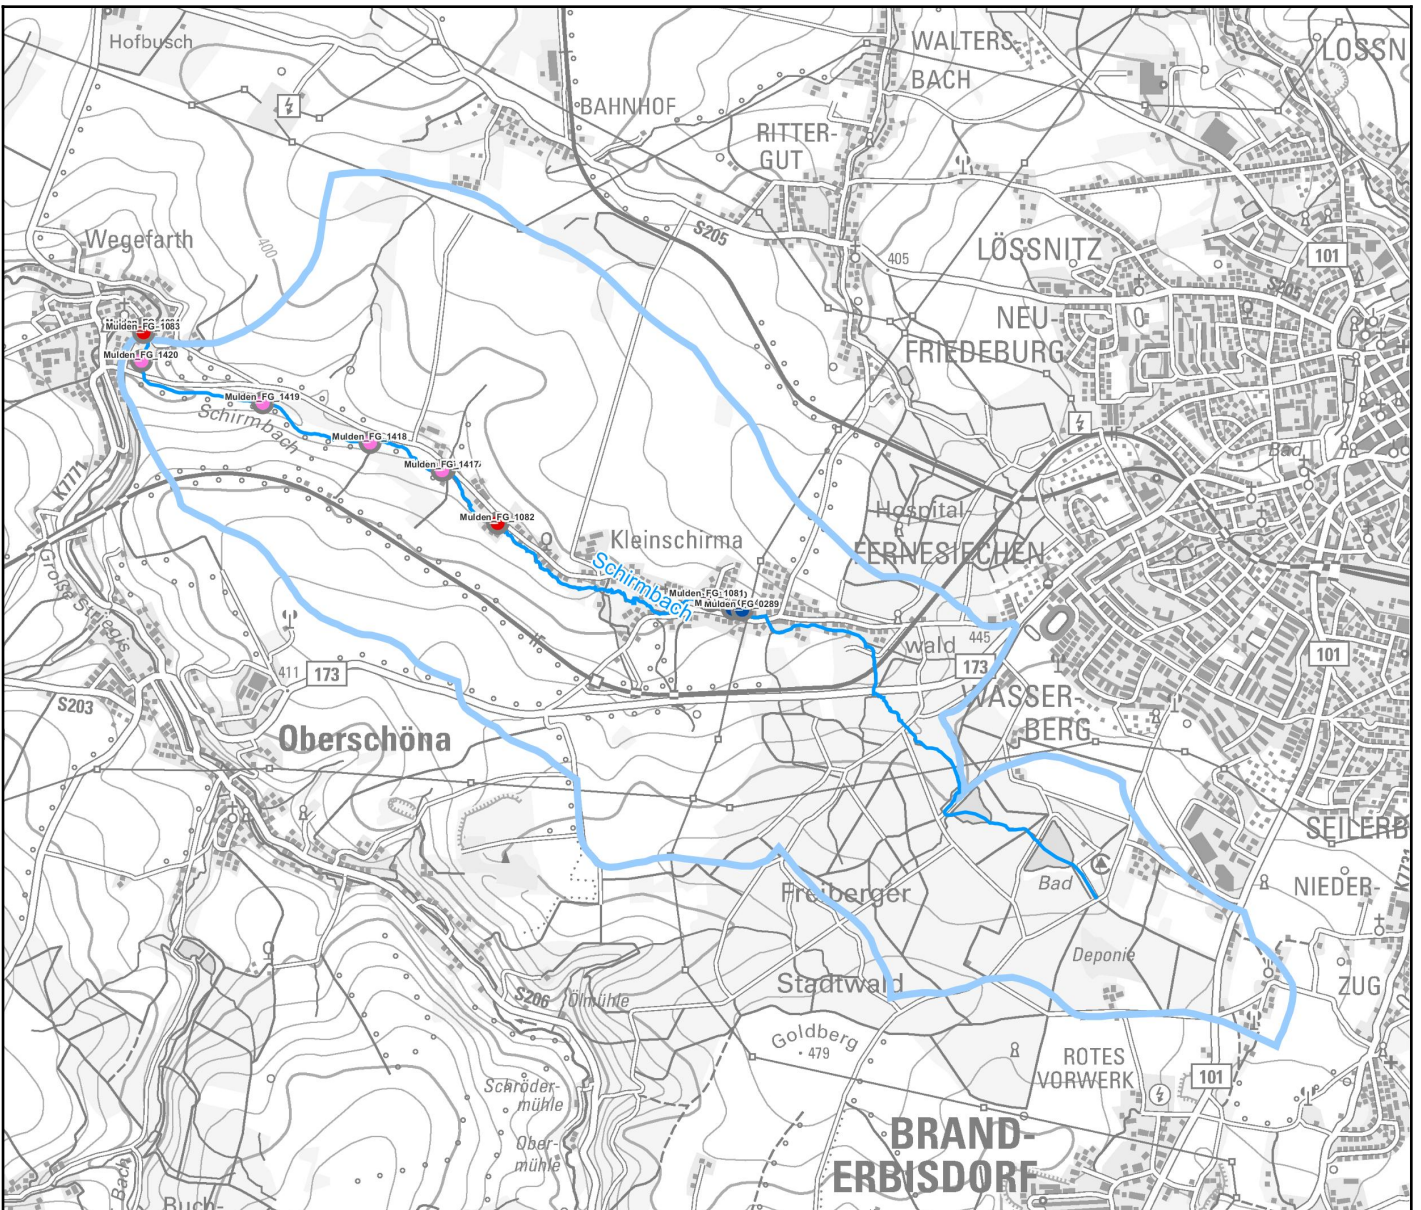 Hofbusch
WALTERS-
BACH
LÖSSN
BAHNHOF
RITTER-
GUT
S205
Wegefarth
400
405
LÖSSNITZ
101
S205
NEU-
FRIEDEBURG
Mulden_FG_1083
Mulden_FG_1420
Mulden_FG_1419
Schirmbach
Mulden_FG_1418
Mulden_FG_1417
Bad
K7771
Mulden_FG_1082
Hospital-
Kleinschirma
FERNESIECHEN
Große Striegis
Schirmbach
Mulden_FG_1081
Mulden_FG_0289
445
wald
173
101
411
173
S203
WASSER-
BERG
Oberschöna
SEILERB
K7731
Bad
NIEDER-
Freiberger
Deponie
Stadtwald
ZUG
S206
Ölmühle
Goldberg
479
ROTES
VORWERK
101
Schröder-
mühle
BRAND-
ERBISDORF
Ober-
mühle
Bach
Buch-